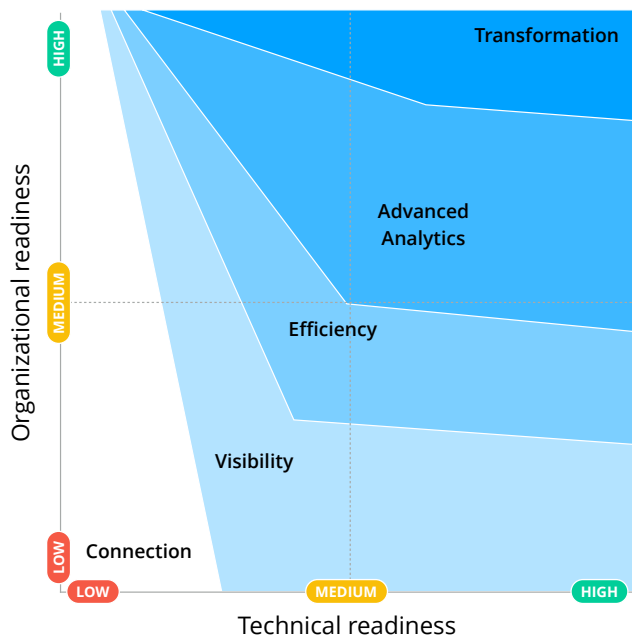 Transformation
HIGH
Advanced
Analytics
Organizational readiness
MEDIUM
Efficiency
Visibility
LOW
Connection
LOW
MEDIUM
HIGH
Technical readiness